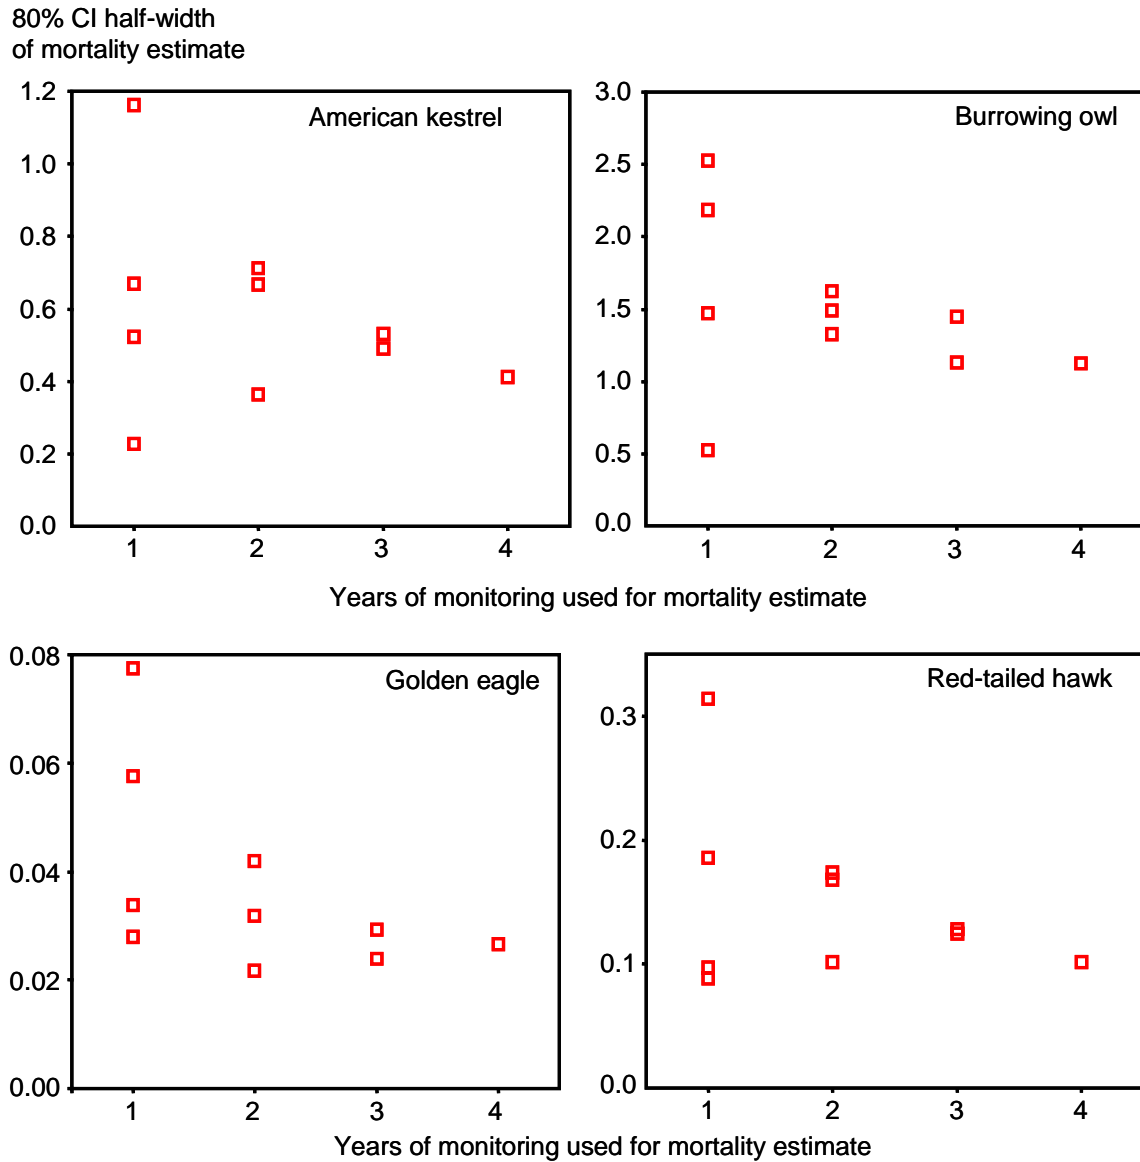 80% CI half-width
of mortality estimate
American kestrel
1.2
1.0
0.8
0.6
0.4
0.2
0.0
1 2 3 4
Burrowing owl
3.0
2.5
2.0
1.5
1.0
0.5
0.0
1 2 3 4
Years of monitoring used for mortality estimate
Golden eagle
0.08
0.06
0.04
0.02
0.00
1 2 3 4
Red-tailed hawk
0.3
0.2
0.1
0.0
1 2 3 4
Years of monitoring used for mortality estimate